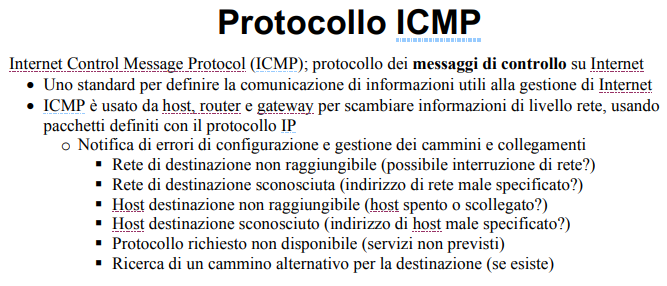 Protocollo ICMP
Internet Control Message Protocol (ICMP); protocollo dei messaggi di controllo su Internet
• Uno standard per definire la comunicazione di informazioni utili alla gestione di Internet
• ICMP è usato da host, router e gateway per scambiare informazioni di livello rete, usando
pacchetti definiti con il protocollo IP
o Notifica di errori di configurazione e gestione dei cammini e collegamenti
▪ Rete di destinazione non raggiungibile (possibile interruzione di rete?)
▪ Rete di destinazione sconosciuta (indirizzo di rete male specificato?)
▪ Host destinazione non raggiungibile (host spento o scollegato?)
▪ Host destinazione sconosciuto (indirizzo di host male specificato?)
▪ Protocollo richiesto non disponibile (servizi non previsti)
▪ Ricerca di un cammino alternativo per la destinazione (se esiste)